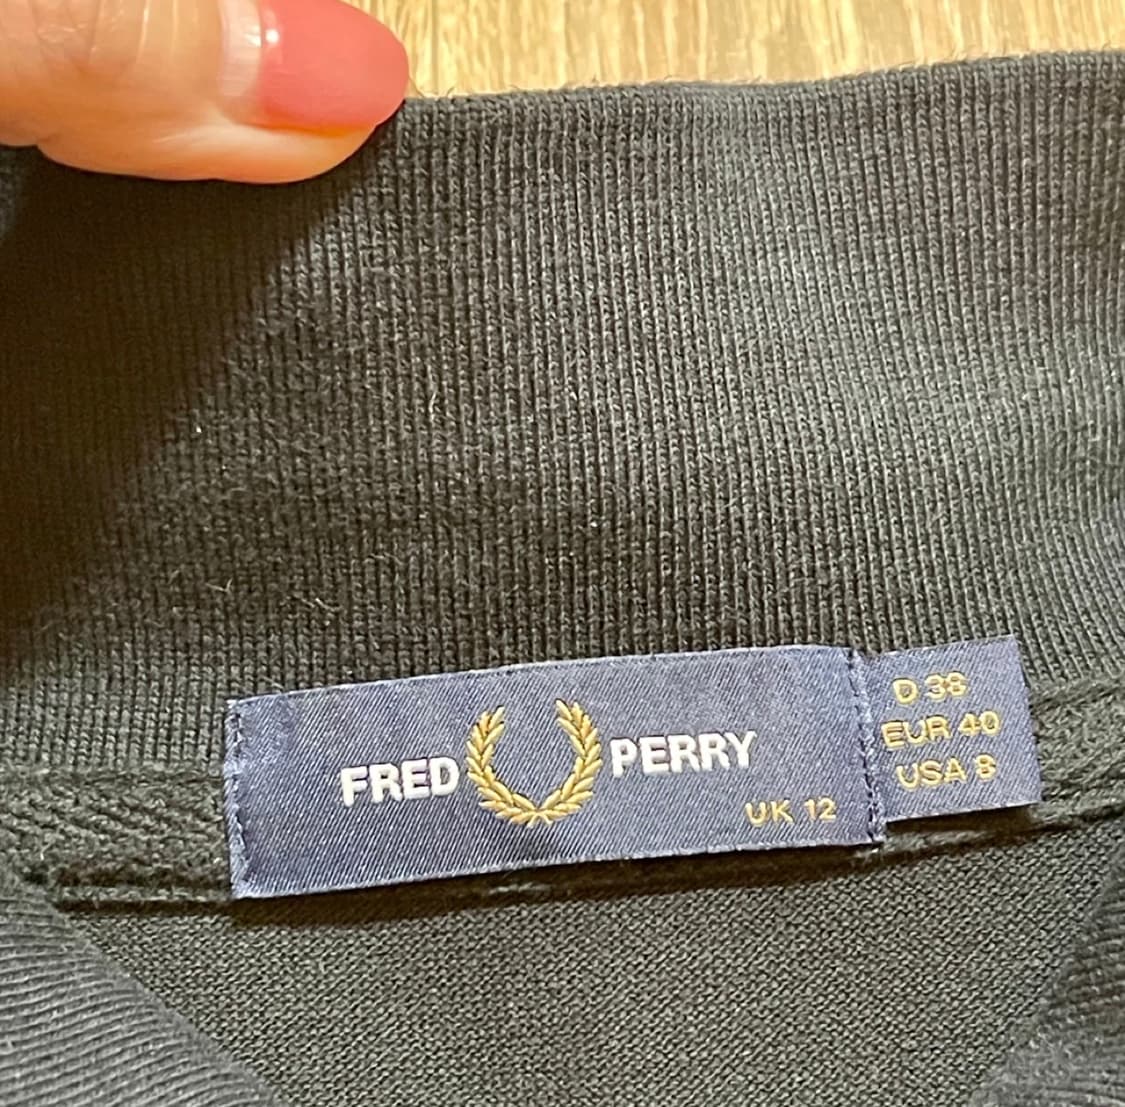 FRED PERRY
UK 12
D 38
EUR 40
USA 8